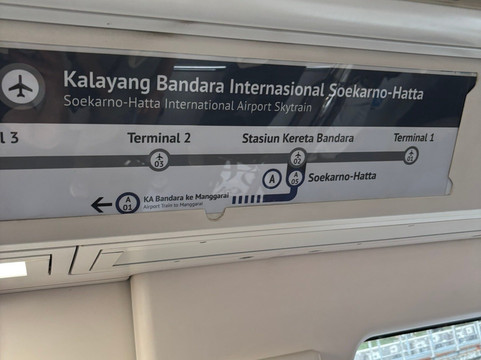 Kalayang Bandara Internasional Soekarno-Hatta
Soekarno-Hatta International Airport Skytrain
l 3
Terminal 2
Stasiun Kereta Bandara
Terminal 1
03
02
01
A
A
05
Soekarno-Hatta
A
01
KA Bandara ke Manggarai
Airport Train to Manggarai